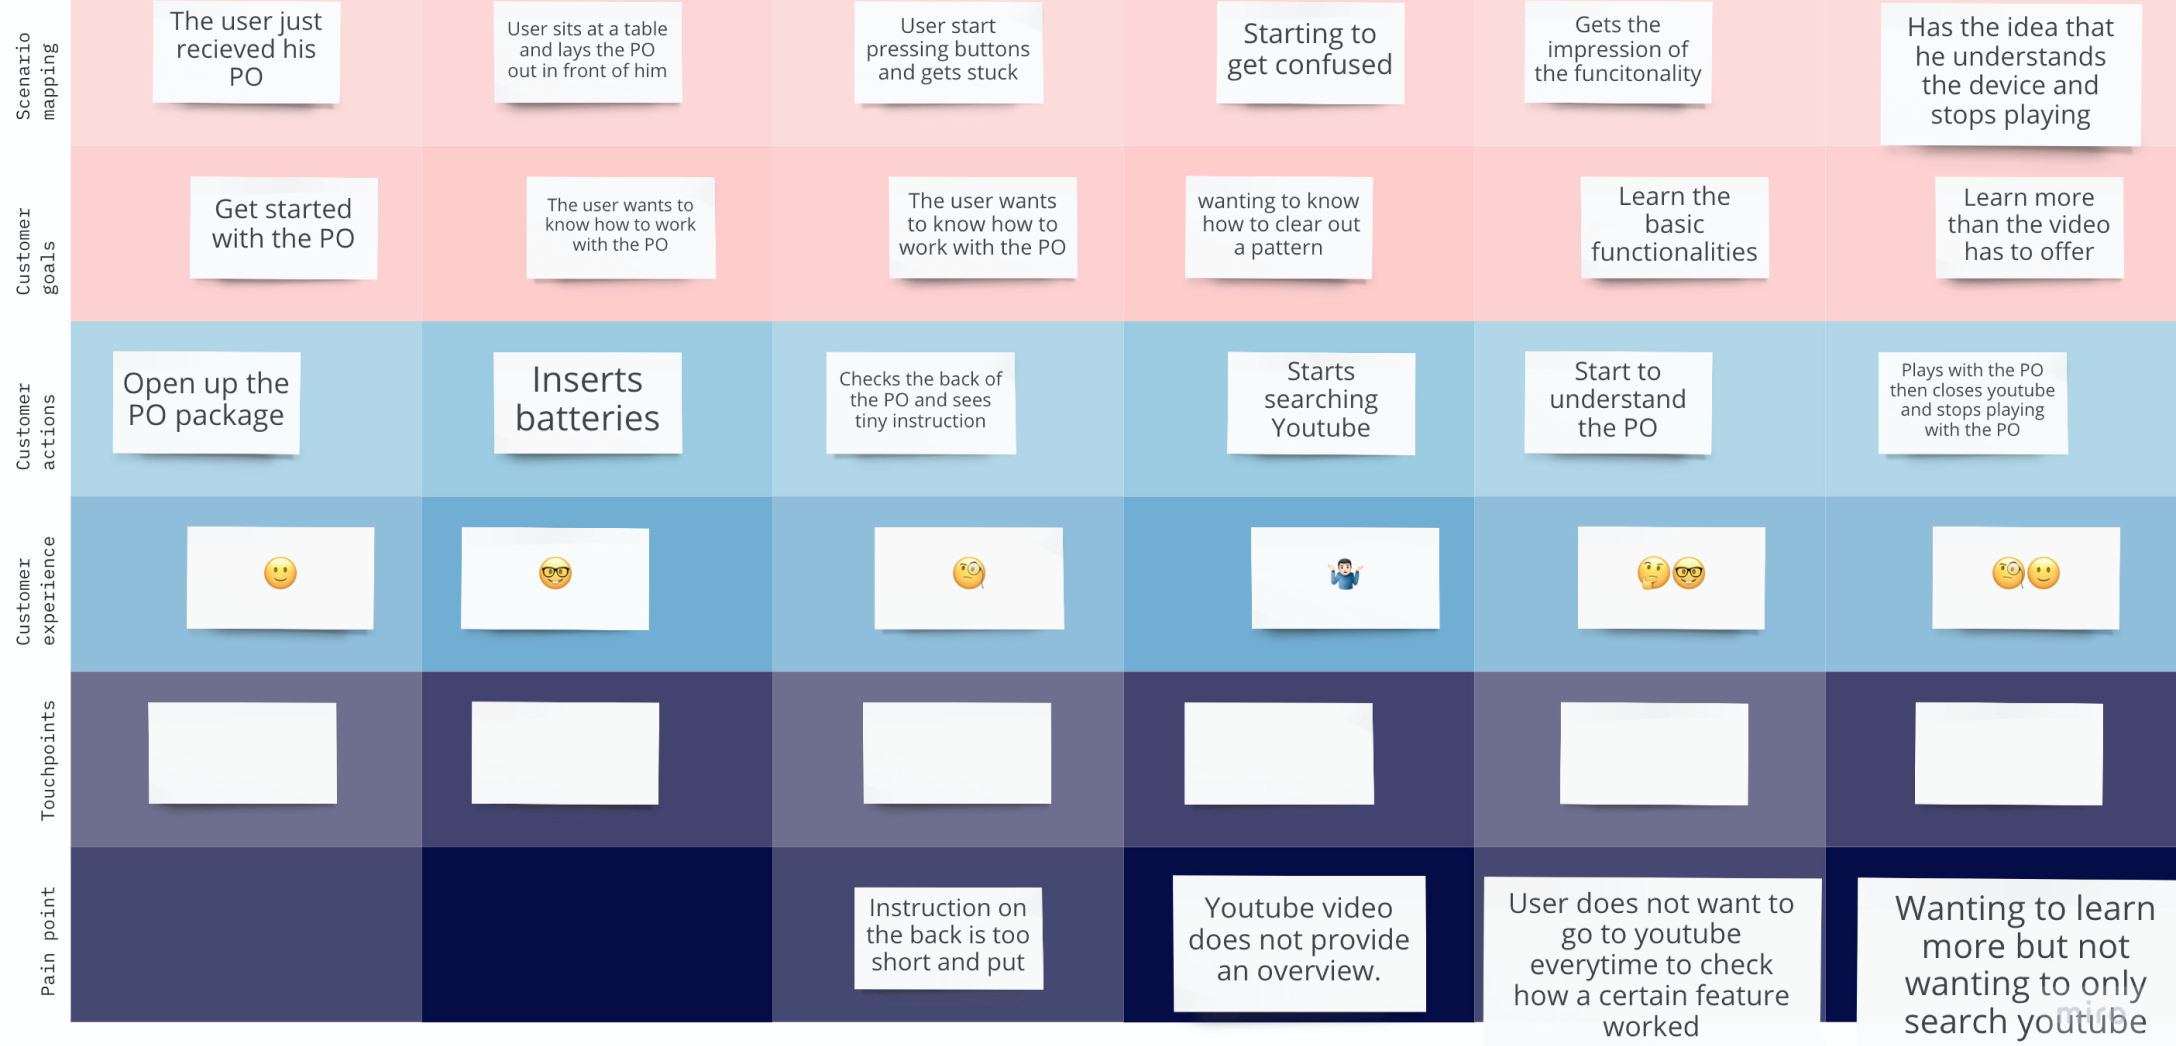 Scenario
mapping
The user just
recieved his
PO
User sits at a table
and lays the PO
out in front of him
User start
pressing buttons
and gets stuck
Starting to
get confused
Gets the
impression of
the funcitonality
Has the idea that
he understands
the device and
stops playing
Customer
goals
Get started
with the PO
The user wants to
know how to work
with the PO
The user wants
to know how to
work with the PO
wanting to know
how to clear out
a pattern
Learn the
basic
functionalities
Learn more
than the video
has to offer
Customer
actions
Open up the
PO package
Inserts
batteries
Checks the back of
the PO and sees
tiny instruction
Starts
searching
Youtube
Start to
understand
the PO
Plays with the PO
then closes youtube
and stops playing
with the PO
Customer
experience
Touchpoints
Pain point
Instruction on
the back is too
short and put
Youtube video
does not provide
an overview.
User does not want to
go to youtube
everytime to check
how a certain feature
worked
Wanting to learn
more but not
wanting to only
search youtube
miro